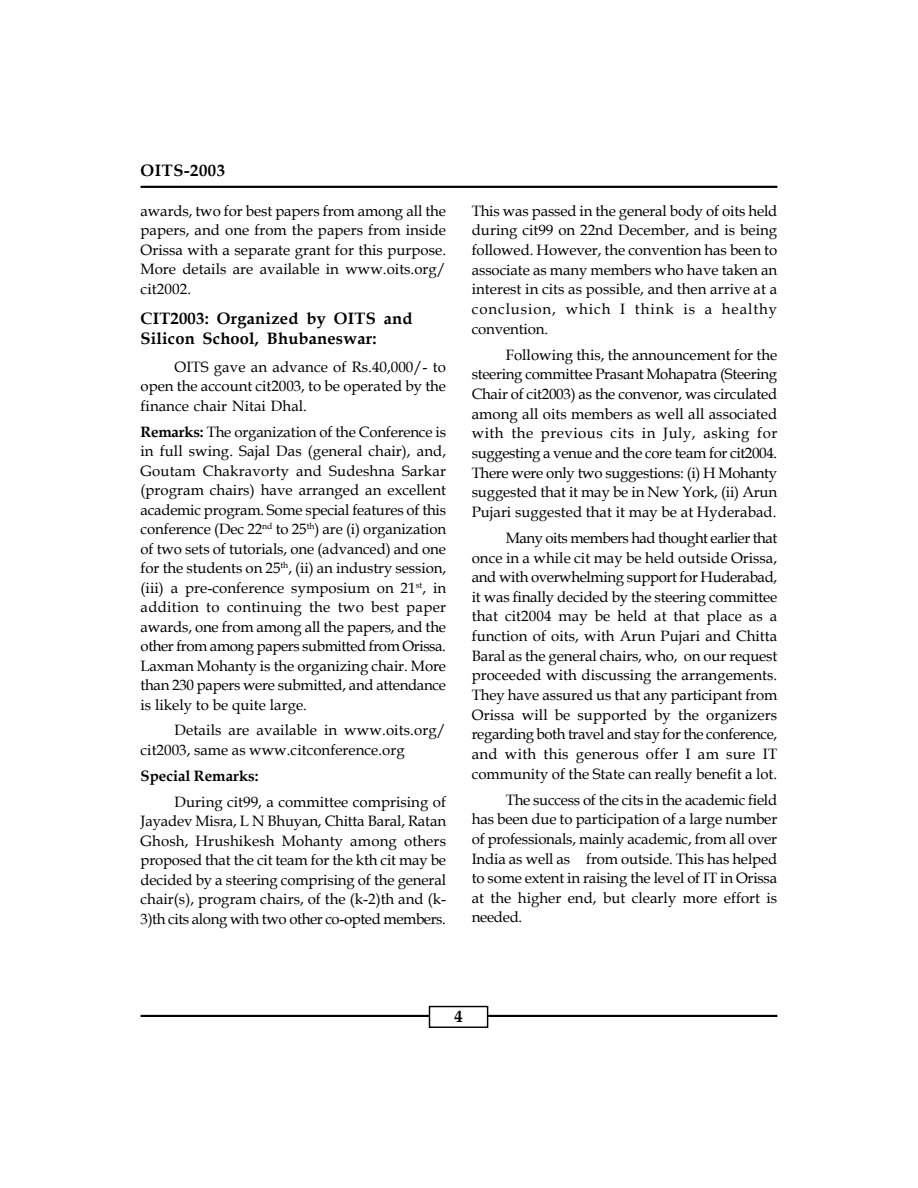 OITS-2003
awards, two for best papers from among all the
papers, and one from the papers from inside
Orissa with a separate grant for this purpose.
More details are available in www.oits.org/
cit2002.
CIT2003: Organized by OITS and
Silicon School, Bhubaneswar:
OITS gave an advance of Rs.40,000/- to
open the account cit2003, to be operated by the
finance chair Nitai Dhal.
Remarks: The organization of the Conference is
in full swing. Sajal Das (general chair), and,
Goutam Chakravorty and Sudeshna Sarkar
(program chairs) have arranged an excellent
academic program. Some special features of this
conference (Dec 22nd to 25th) are (i) organization
of two sets of tutorials, one (advanced) and one
for the students on 25th, (ii) an industry session,
(iii) a pre-conference symposium on 21st, in
addition to continuing the two best paper
awards, one from among all the papers, and the
other from among papers submitted from Orissa.
Laxman Mohanty is the organizing chair. More
than 230 papers were submitted, and attendance
is likely to be quite large.
Details are available in www.oits.org/
cit2003, same as www.citconference.org
Special Remarks:
During cit99, a committee comprising of
Jayadev Misra, L N Bhuyan, Chitta Baral, Ratan
Ghosh, Hrushikesh Mohanty among others
proposed that the cit team for the kth cit may be
decided by a steering comprising of the general
chair(s), program chairs, of the (k-2)th and (k-
3)th cits along with two other co-opted members.
This was passed in the general body of oits held
during cit99 on 22nd December, and is being
followed. However, the convention has been to
associate as many members who have taken an
interest in cits as possible, and then arrive at a
conclusion, which I think is a healthy
convention.
Following this, the announcement for the
steering committee Prasant Mohapatra (Steering
Chair of cit2003) as the convenor, was circulated
among all oits members as well all associated
with the previous cits in July, asking for
suggesting a venue and the core team for cit2004.
There were only two suggestions: (i) H Mohanty
suggested that it may be in New York, (ii) Arun
Pujari suggested that it may be at Hyderabad.
Many oits members had thought earlier that
once in a while cit may be held outside Orissa,
and with overwhelming support for Huderabad,
it was finally decided by the steering committee
that cit2004 may be held at that place as a
function of oits, with Arun Pujari and Chitta
Baral as the general chairs, who, on our request
proceeded with discussing the arrangements.
They have assured us that any participant from
Orissa will be supported by the organizers
regarding both travel and stay for the conference,
and with this generous offer I am sure IT
community of the State can really benefit a lot.
The success of the cits in the academic field
has been due to participation of a large number
of professionals, mainly academic, from all over
India as well as from outside. This has helped
to some extent in raising the level of IT in Orissa
at the higher end, but clearly more effort is
needed.
4